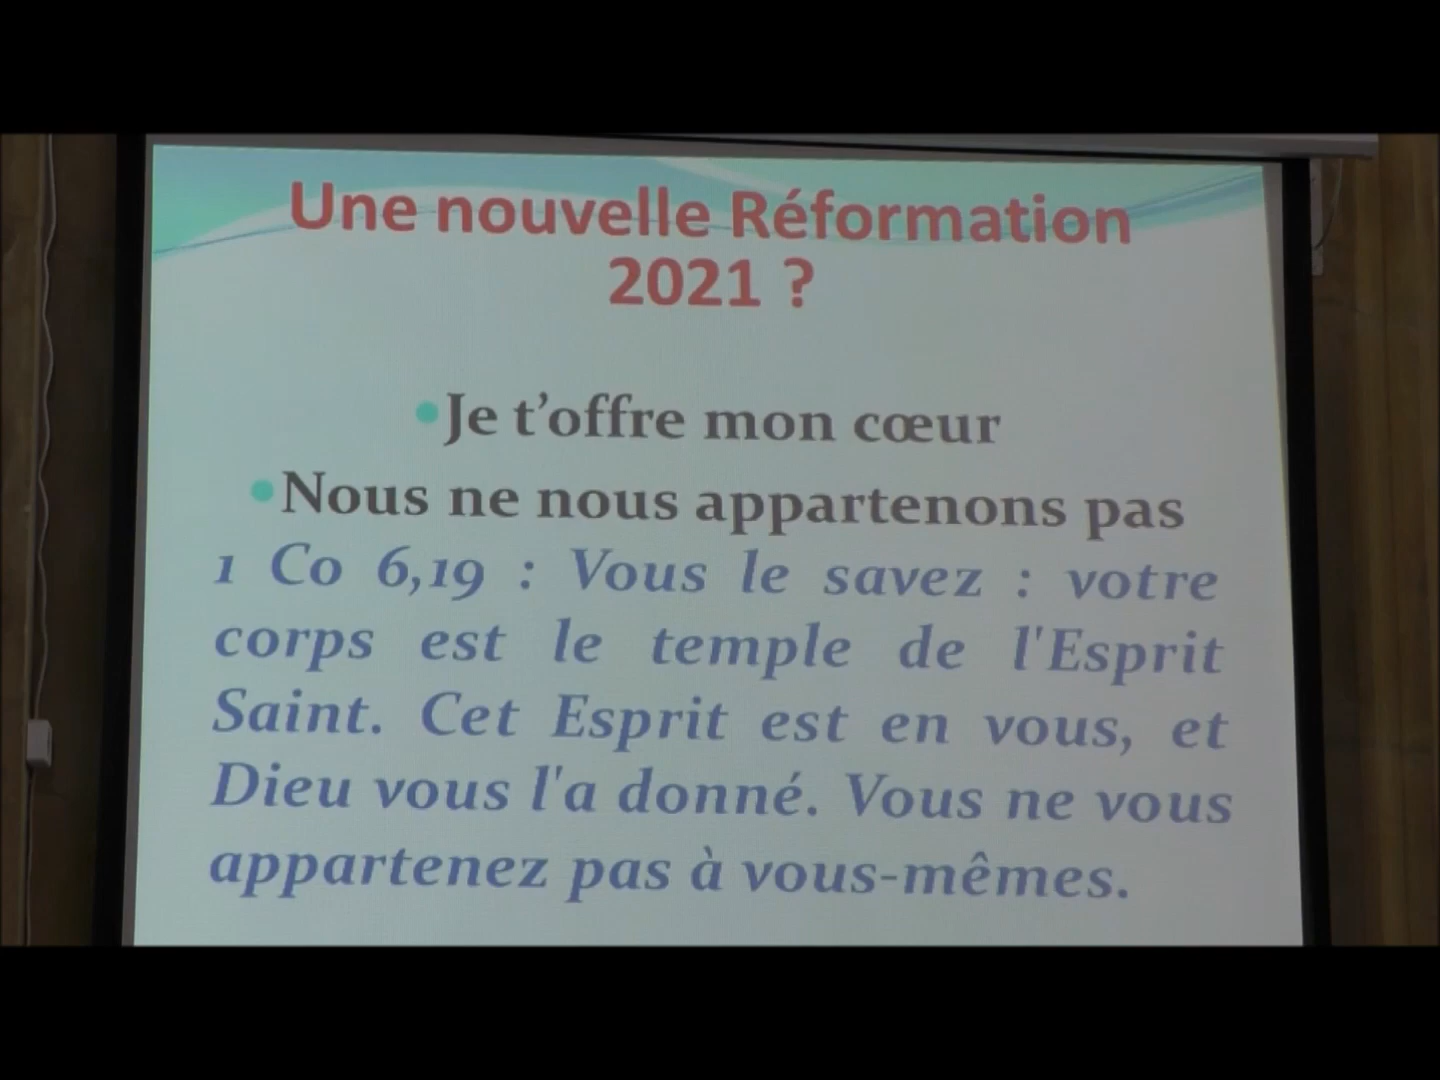 Une nouvelle Réformation
2021 ?
•Je t’offre mon cœur
•Nous ne nous appartenons pas
1 Co 6,19 : Vous le savez : votre
corps est le temple de l'Esprit
Saint. Cet Esprit est en vous, et
Dieu vous l'a donné. Vous ne vous
appartenez pas à vous-mêmes.